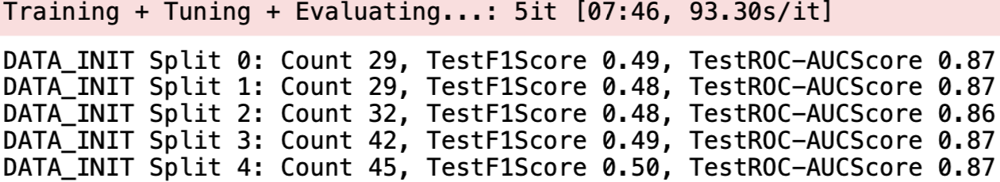 Training + Tuning + Evaluating...: 5it [07:46, 93.30s/it]
DATA_INIT Split 0: Count 29, TestF1Score 0.49, TestROC-AUCScore 0.87
DATA_INIT Split 1: Count 29, TestF1Score 0.48, TestROC-AUCScore 0.87
DATA_INIT Split 2: Count 32, TestF1Score 0.48, TestROC-AUCScore 0.86
DATA_INIT Split 3: Count 42, TestF1Score 0.49, TestROC-AUCScore 0.87
DATA_INIT Split 4: Count 45, TestF1Score 0.50, TestROC-AUCScore 0.87